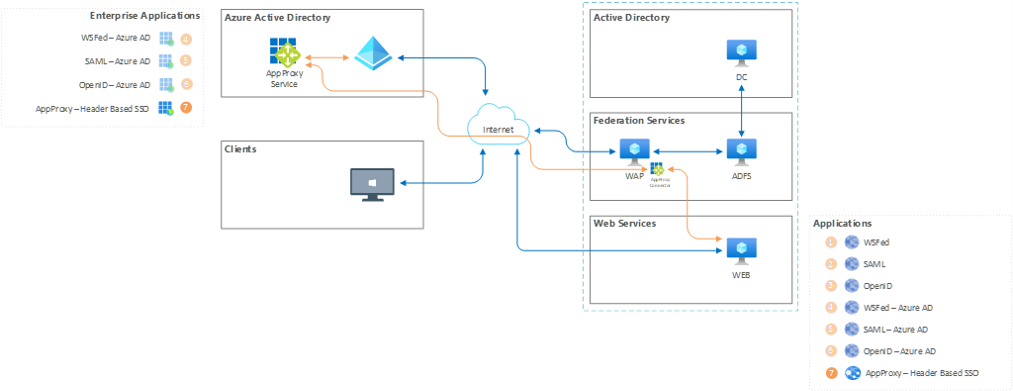 Enterprise Applications
WSFed – Azure AD 4
SAML – Azure AD 5
OpenID – Azure AD 6
AppProxy – Header Based SSO 7
Azure Active Directory
AppProxy
Service
Clients
Internet
Active Directory
DC
Federation Services
WAP
AppProxy
Connector
ADFS
Web Services
WEB
Applications
1 WSFed
2 SAML
3 OpenID
4 WSFed – Azure AD
5 SAML – Azure AD
6 OpenID – Azure AD
7 AppProxy – Header Based SSO